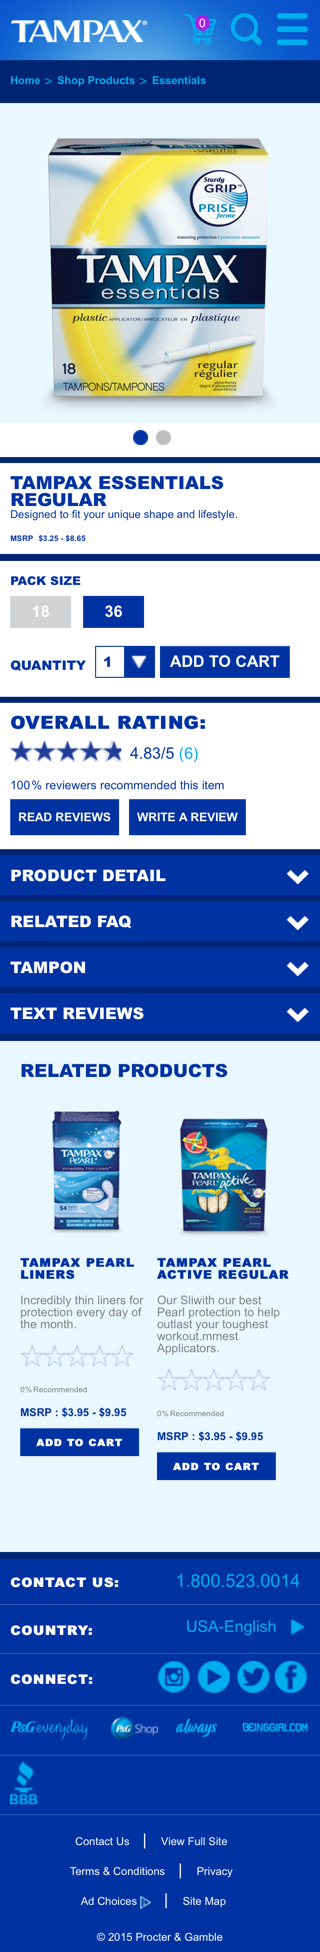 TAMPAX
0
Home > Shop Products > Essentials
Sturdy
GRIP™
PRISE
ferme
TAMPAX
essentials
plastic APPLICATOR/APPLICATEUR EN plastique
18
TAMPONS/TAMPONES
regular
régulier
TAMPAX ESSENTIALS
REGULAR
Designed to fit your unique shape and lifestyle.
MSRP $3.25 - $8.65
PACK SIZE
18 36
QUANTITY 1 ADD TO CART
OVERALL RATING:
4.83/5 (6)
100% reviewers recommended this item
READ REVIEWS WRITE A REVIEW
PRODUCT DETAIL
RELATED FAQ
TAMPON
TEXT REVIEWS
RELATED PRODUCTS
TAMPAX
PEARL
54
TAMPAX
PEARL active
TAMPAX PEARL
LINERS
Incredibly thin liners for
protection every day of
the month.
0% Recommended
MSRP : $3.95 - $9.95
ADD TO CART
TAMPAX PEARL
ACTIVE REGULAR
Our Sliwith our best
Pearl protection to help
outlast your toughest
workout.mmest
Applicators.
0% Recommended
MSRP : $3.95 - $9.95
ADD TO CART
CONTACT US: 1.800.523.0014
COUNTRY: USA-English
CONNECT:
P&G everyday P&G Shop always BEINGGIRL.COM
BBB
Contact Us | View Full Site
Terms & Conditions | Privacy
Ad Choices | Site Map
© 2015 Procter & Gamble